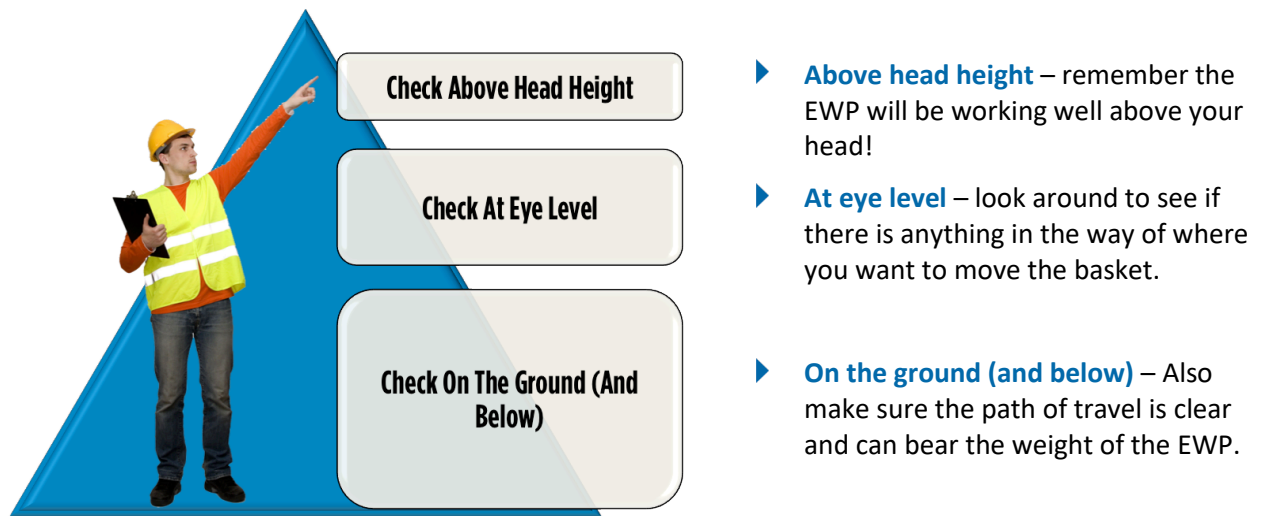 Check Above Head Height
Check At Eye Level
Check On The Ground (And
Below)
Above head height – remember the
EWP will be working well above your
head!
At eye level – look around to see if
there is anything in the way of where
you want to move the basket.
On the ground (and below) – Also
make sure the path of travel is clear
and can bear the weight of the EWP.